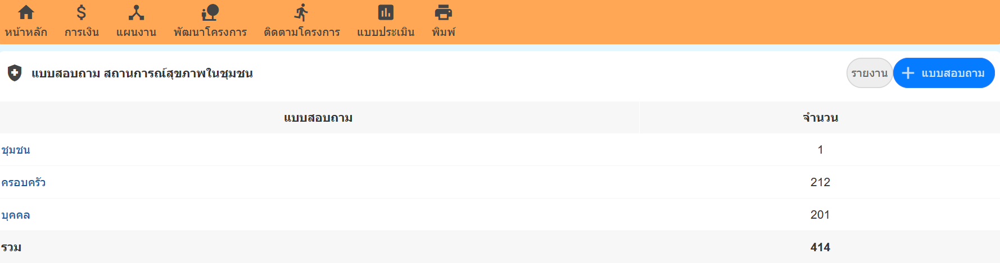 หน้าหลัก การเงิน แผนงาน พัฒนาโครงการ ติดตามโครงการ แบบประเมิน พิมพ์
แบบสอบถาม สถานการณ์สุขภาพในชุมชน รายงาน + แบบสอบถาม
แบบสอบถาม จำนวน
ชุมชน 1
ครอบครัว 212
บุคคล 201
รวม 414